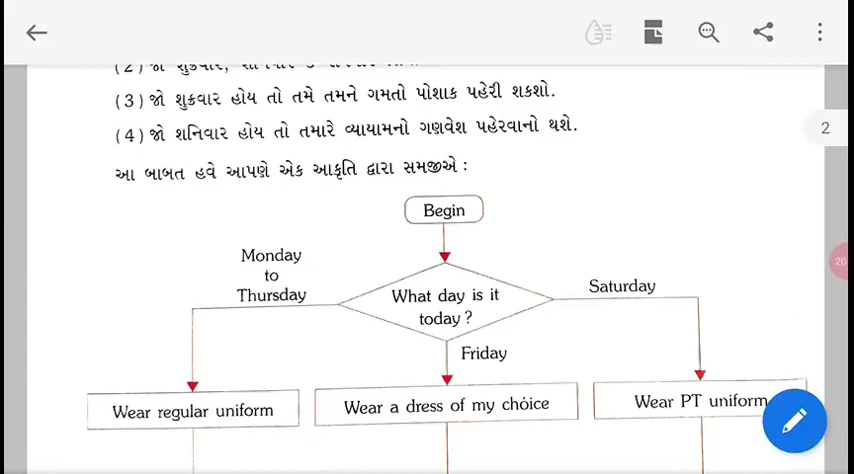 (3) જો શુક્રવાર હોય તો તમે તમને ગમતો પોશાક પહેરી શકશો.
(4) જો શનિવાર હોય તો તમારે વ્યાયામનો ગણવેશ પહેરવાનો થશે.
આ બાબત હવે આપણે એક આકૃતિ દ્વારા સમજીએ :
2
Begin
Monday
to
Thursday
What day is it
today ?
Saturday
20
Friday
Wear regular uniform
Wear a dress of my choice
Wear PT uniform